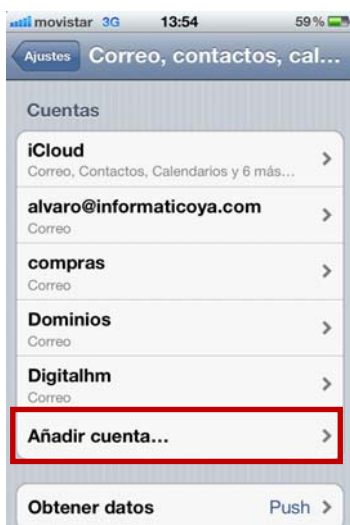 movistar 3G 13:54 59 %
Ajustes Correo, contactos, cal...
Cuentas
iCloud
Correo, Contactos, Calendarios y 6 más...
alvaro@informaticoya.com
Correo
compras
Correo
Dominios
Correo
Digitalhm
Correo
Añadir cuenta...
Obtener datos Push